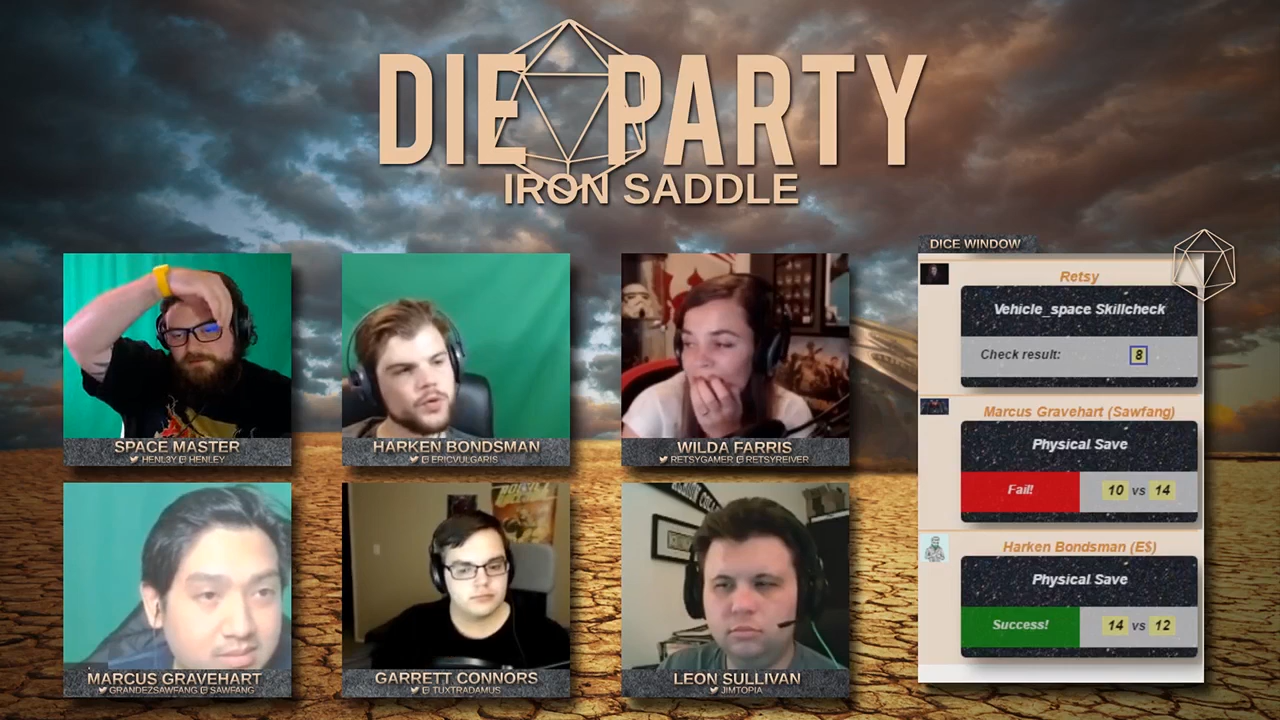 DIE PARTY
IRON SADDLE
SPACE MASTER
HENL3Y HENLEY
HARKEN BONDSMAN
ERICVULGARIS
WILDA FARRIS
RETSYGAMER RETSYREIVER
MARCUS GRAVEHART
GRANDEZSAWFANG SAWFANG
GARRETT CONNORS
TUXTRADAMUS
LEON SULLIVAN
JIMTOPIA
DICE WINDOW
Retsy
Vehicle_space Skillcheck
Check result: 8
Marcus Gravehart (Sawfang)
Physical Save
Fail! 10 vs 14
Harken Bondsman (E$)
Physical Save
Success! 14 vs 12